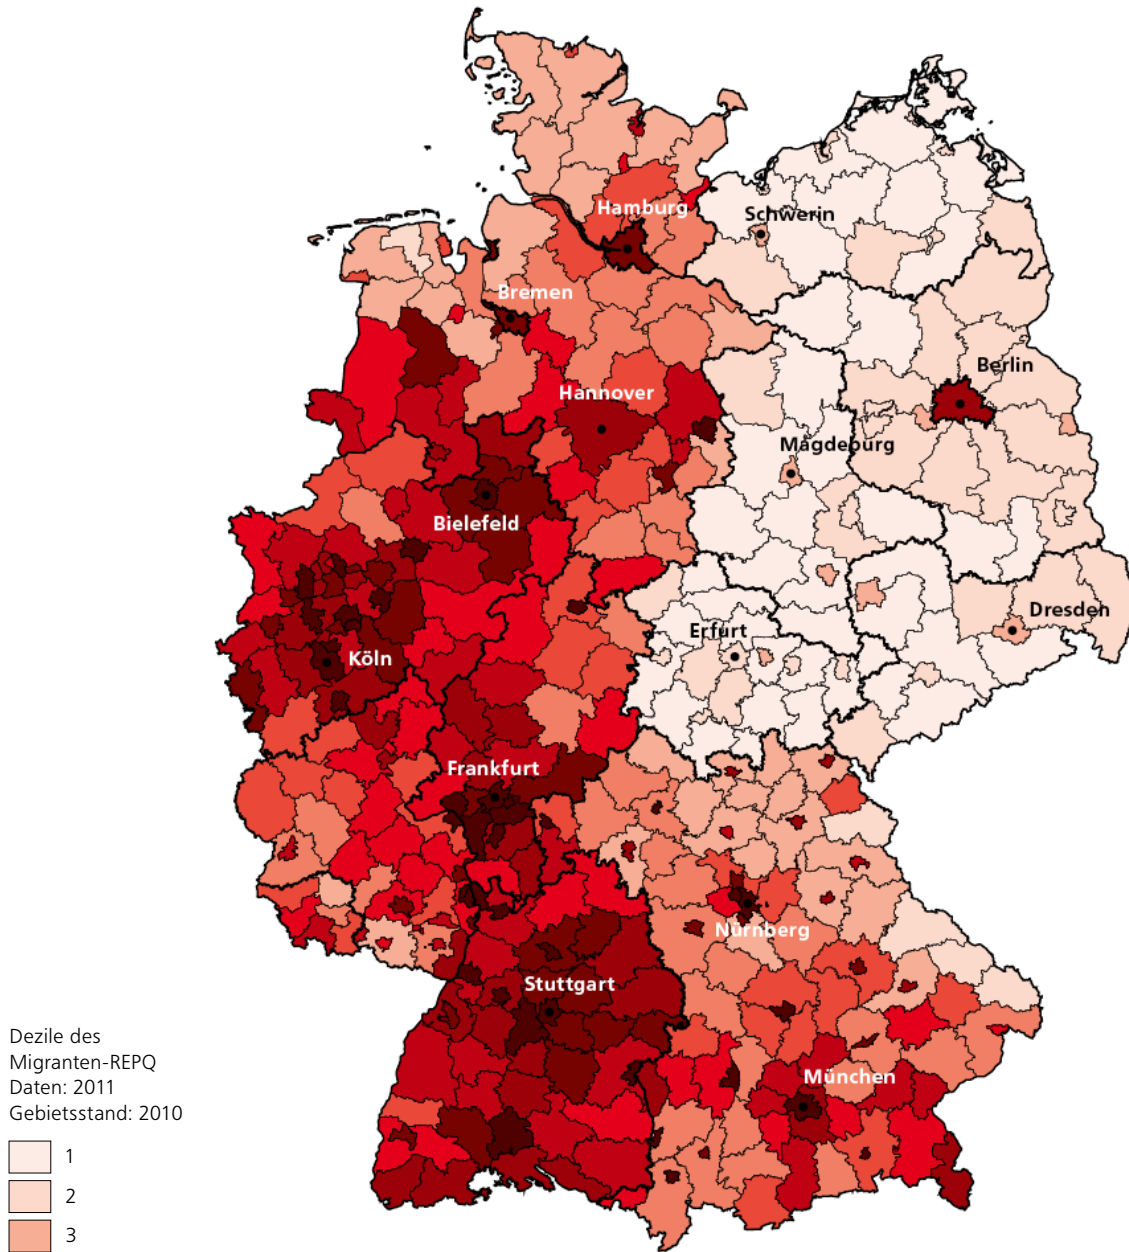 Hamburg
Schwerin
Bremen
Berlin
Hannover
Magdeburg
Bielefeld
Dresden
Erfurt
Köln
Frankfurt
Nürnberg
Stuttgart
München
Dezile des
Migranten-REPQ
Daten: 2011
Gebietsstand: 2010
1
2
3